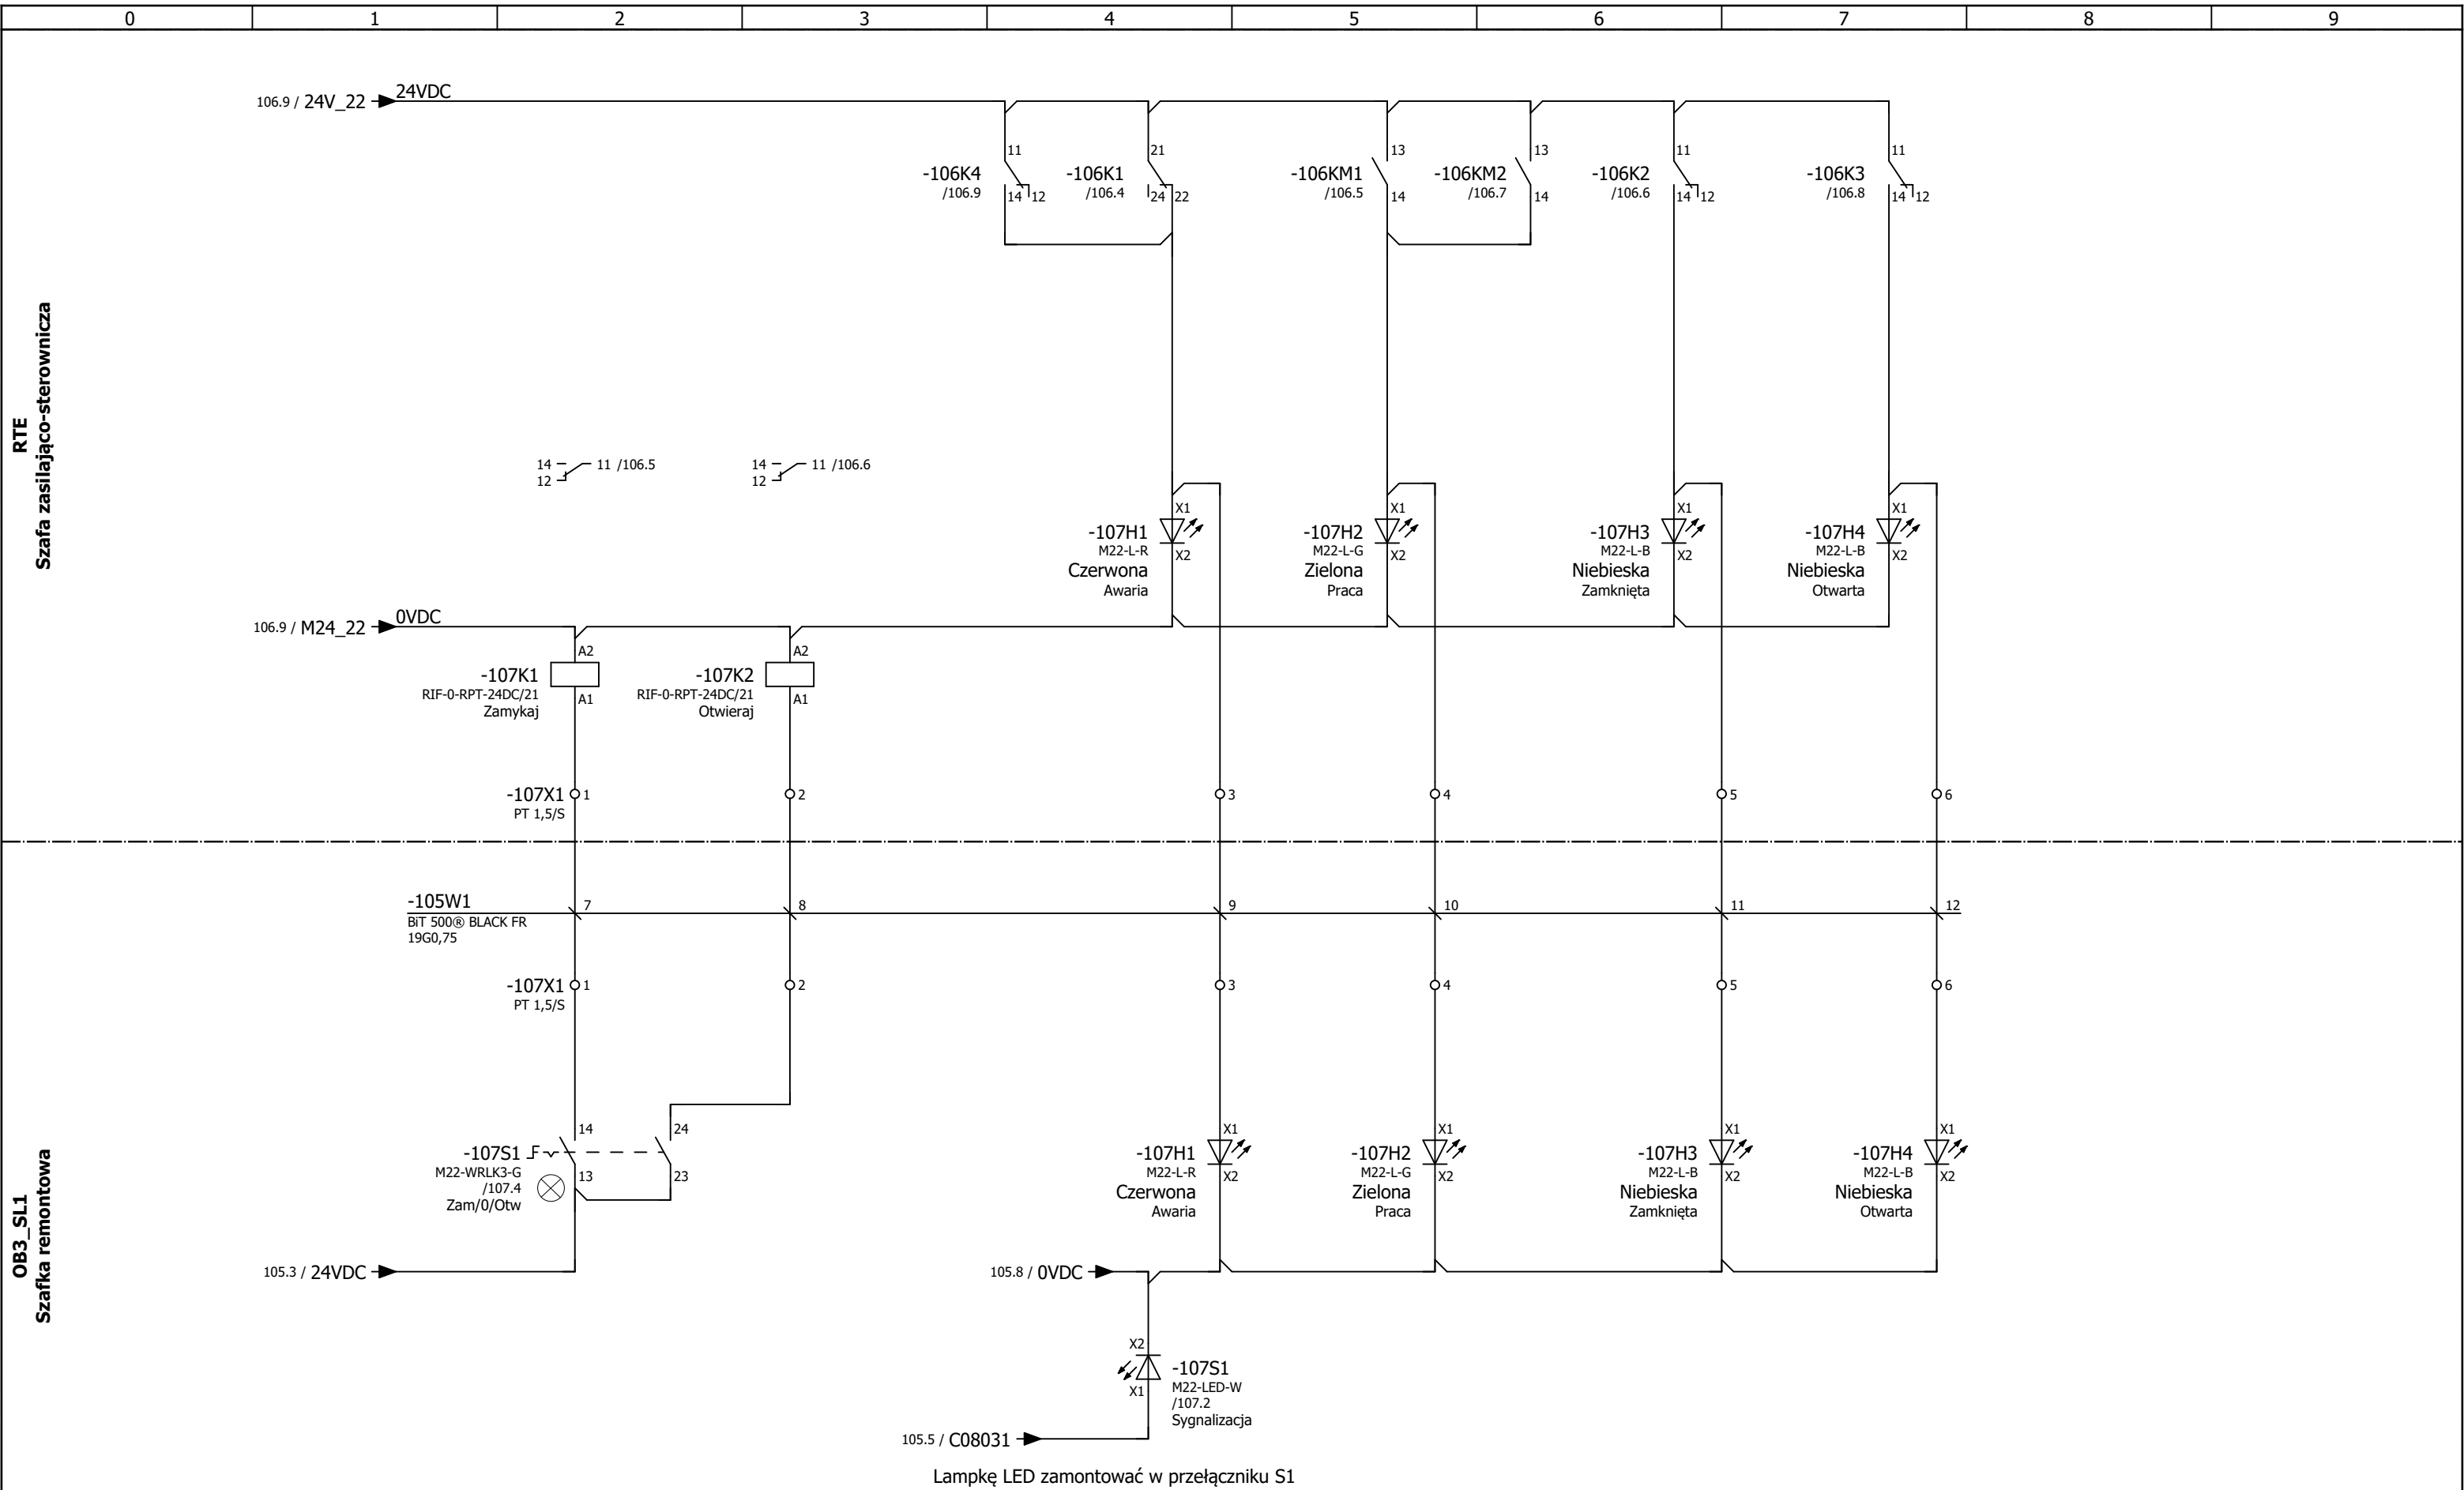 0 1 2 3 4 5 6 7 8 9
RTE
Szafa zasilająco-sterownicza
106.9 / 24V_22 24VDC
11 21 13 13 11 11
-106K4 -106K1 -106KM1 -106KM2 -106K2 -106K3
/106.9 /106.4 /106.5 /106.7 /106.6 /106.8
14 12 24 22 14 14 14 12 14 12
14 11 /106.5 14 11 /106.6
12 12
X1 X1 X1 X1
-107H1 -107H2 -107H3 -107H4
M22-L-R M22-L-G M22-L-B M22-L-B
X2 X2 X2 X2
Czerwona Zielona Niebieska Niebieska
Awaria Praca Zamknięta Otwarta
106.9 / M24_22 0VDC
A2 A2
-107K1 -107K2
RIF-0-RPT-24DC/21 RIF-0-RPT-24DC/21
A1 A1
Zamykaj Otwieraj
-107X1 1 2 3 4 5 6
PT 1,5/S
OB3_SL1
Szafka remontowa
-105W1 7 8 9 10 11 12
BiT 500® BLACK FR
19G0,75
-107X1 1 2 3 4 5 6
PT 1,5/S
14 24 X1 X1 X1 X1
-107S1 -107H1 -107H2 -107H3 -107H4
M22-WRLK3-G M22-L-R M22-L-G M22-L-B M22-L-B
13 23 X2 X2 X2 X2
/107.4 Czerwona Zielona Niebieska Niebieska
Zam/0/Otw Awaria Praca Zamknięta Otwarta
105.3 / 24VDC 105.8 / 0VDC
X2
-107S1
M22-LED-W
X1
/107.2
Sygnalizacja
105.5 / C08031
Lampkę LED zamontować w przełączniku S1